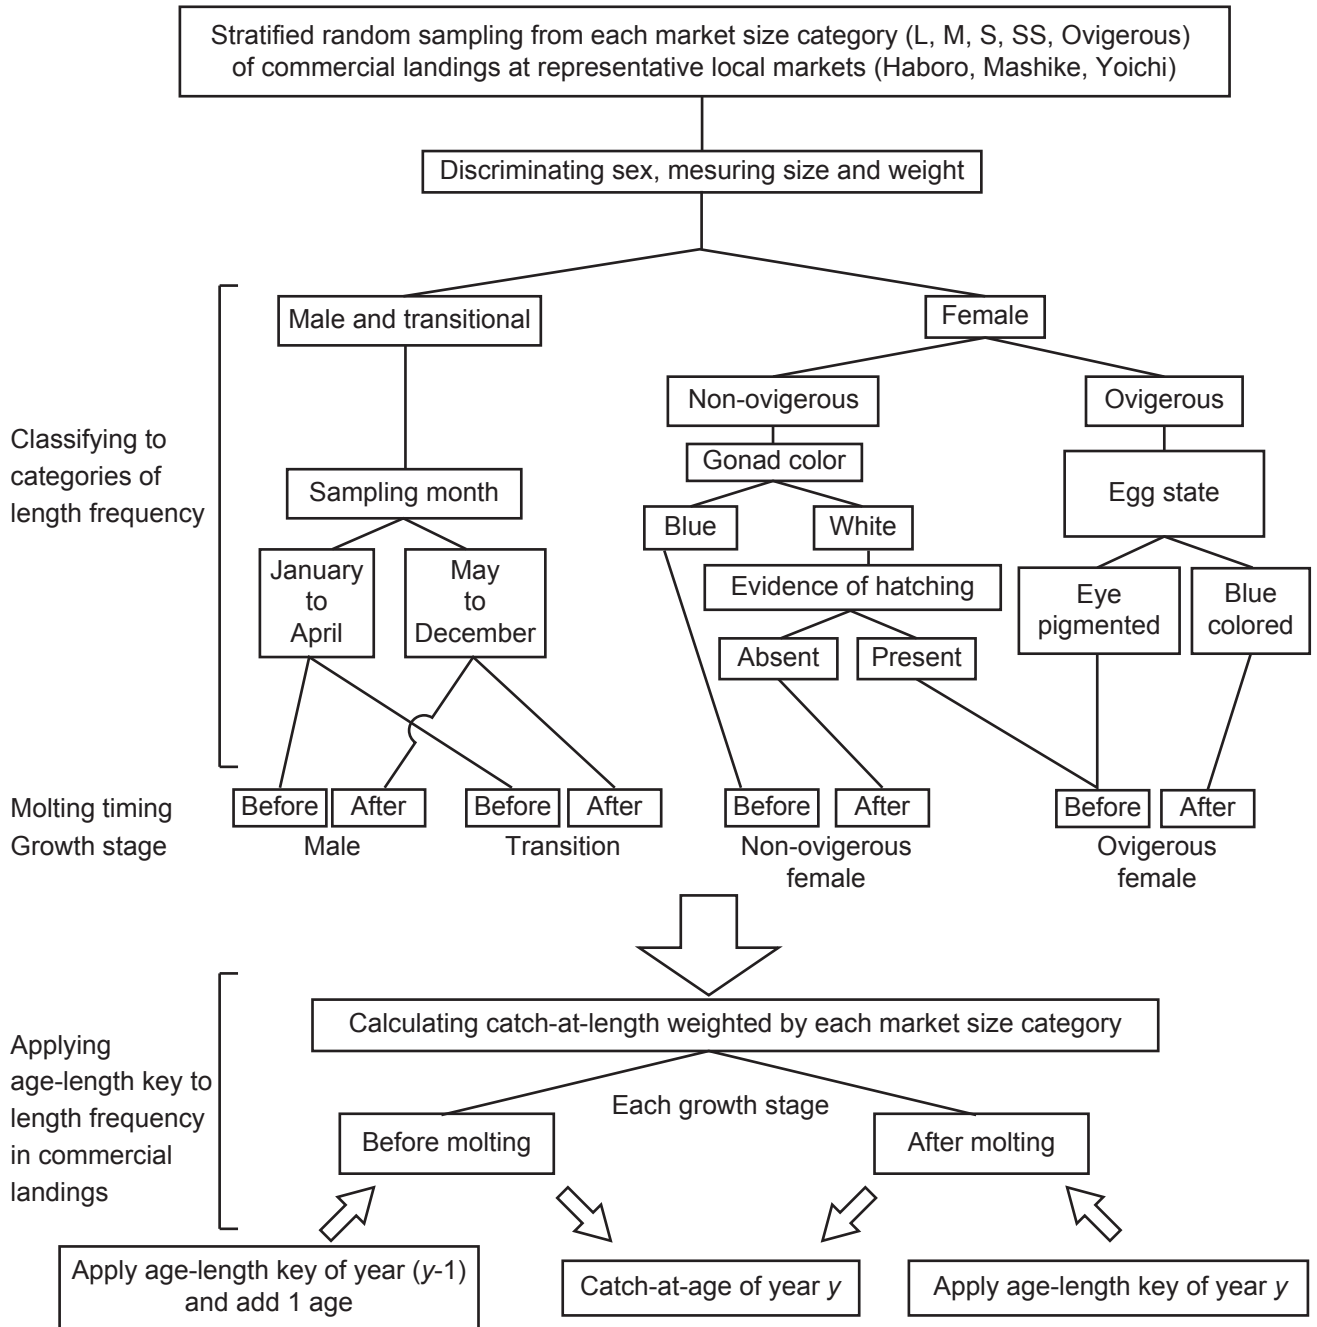 Stratified random sampling from each market size category (L, M, S, SS, Ovigerous)
of commercial landings at representative local markets (Haboro, Mashike, Yoichi)
Discriminating sex, mesuring size and weight
Male and transitional
Female
Non-ovigerous
Ovigerous
Classifying to
categories of
length frequency
Gonad color
Sampling month
Egg state
Blue
White
January
to
April
May
to
December
Evidence of hatching
Eye
pigmented
Blue
colored
Absent
Present
Molting timing
Before
After
Before
After
Before
After
Before
After
Growth stage
Male
Transition
Non-ovigerous
female
Ovigerous
female
Calculating catch-at-length weighted by each market size category
Applying
age-length key to
length frequency
in commercial
landings
Each growth stage
Before molting
After molting
Apply age-length key of year (y-1)
and add 1 age
Catch-at-age of year y
Apply age-length key of year y